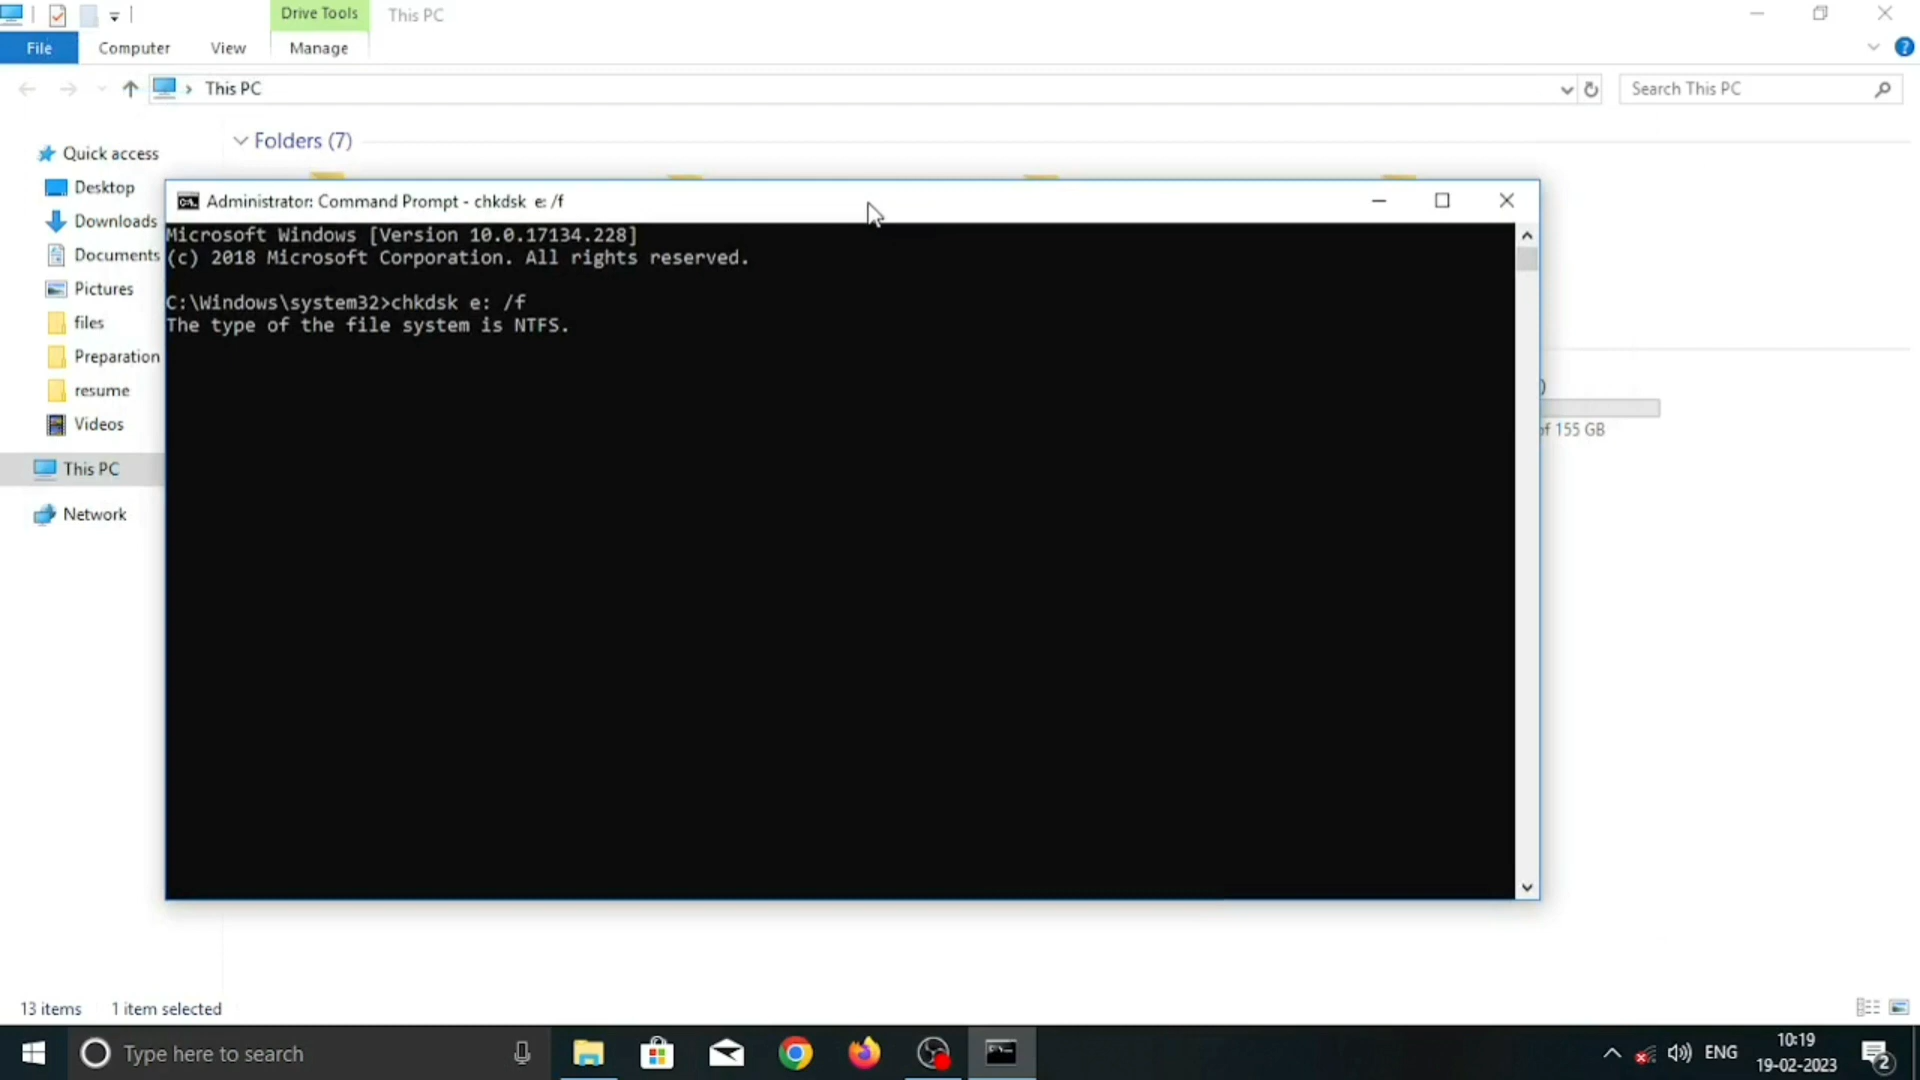 Drive Tools
This PC
File
Computer
View
Manage
This PC
Search This PC
Quick access
Desktop
Downloads
Documents
Pictures
files
Preparation
resume
Videos
This PC
Network
Folders (7)
Administrator: Command Prompt - chkdsk e: /f
Microsoft Windows [Version 10.0.17134.228]
(c) 2018 Microsoft Corporation. All rights reserved.
C:\Windows\system32>chkdsk e: /f
The type of the file system is NTFS.
)
of 155 GB
13 items
1 item selected
Type here to search
ENG
10:19
19-02-2023
2